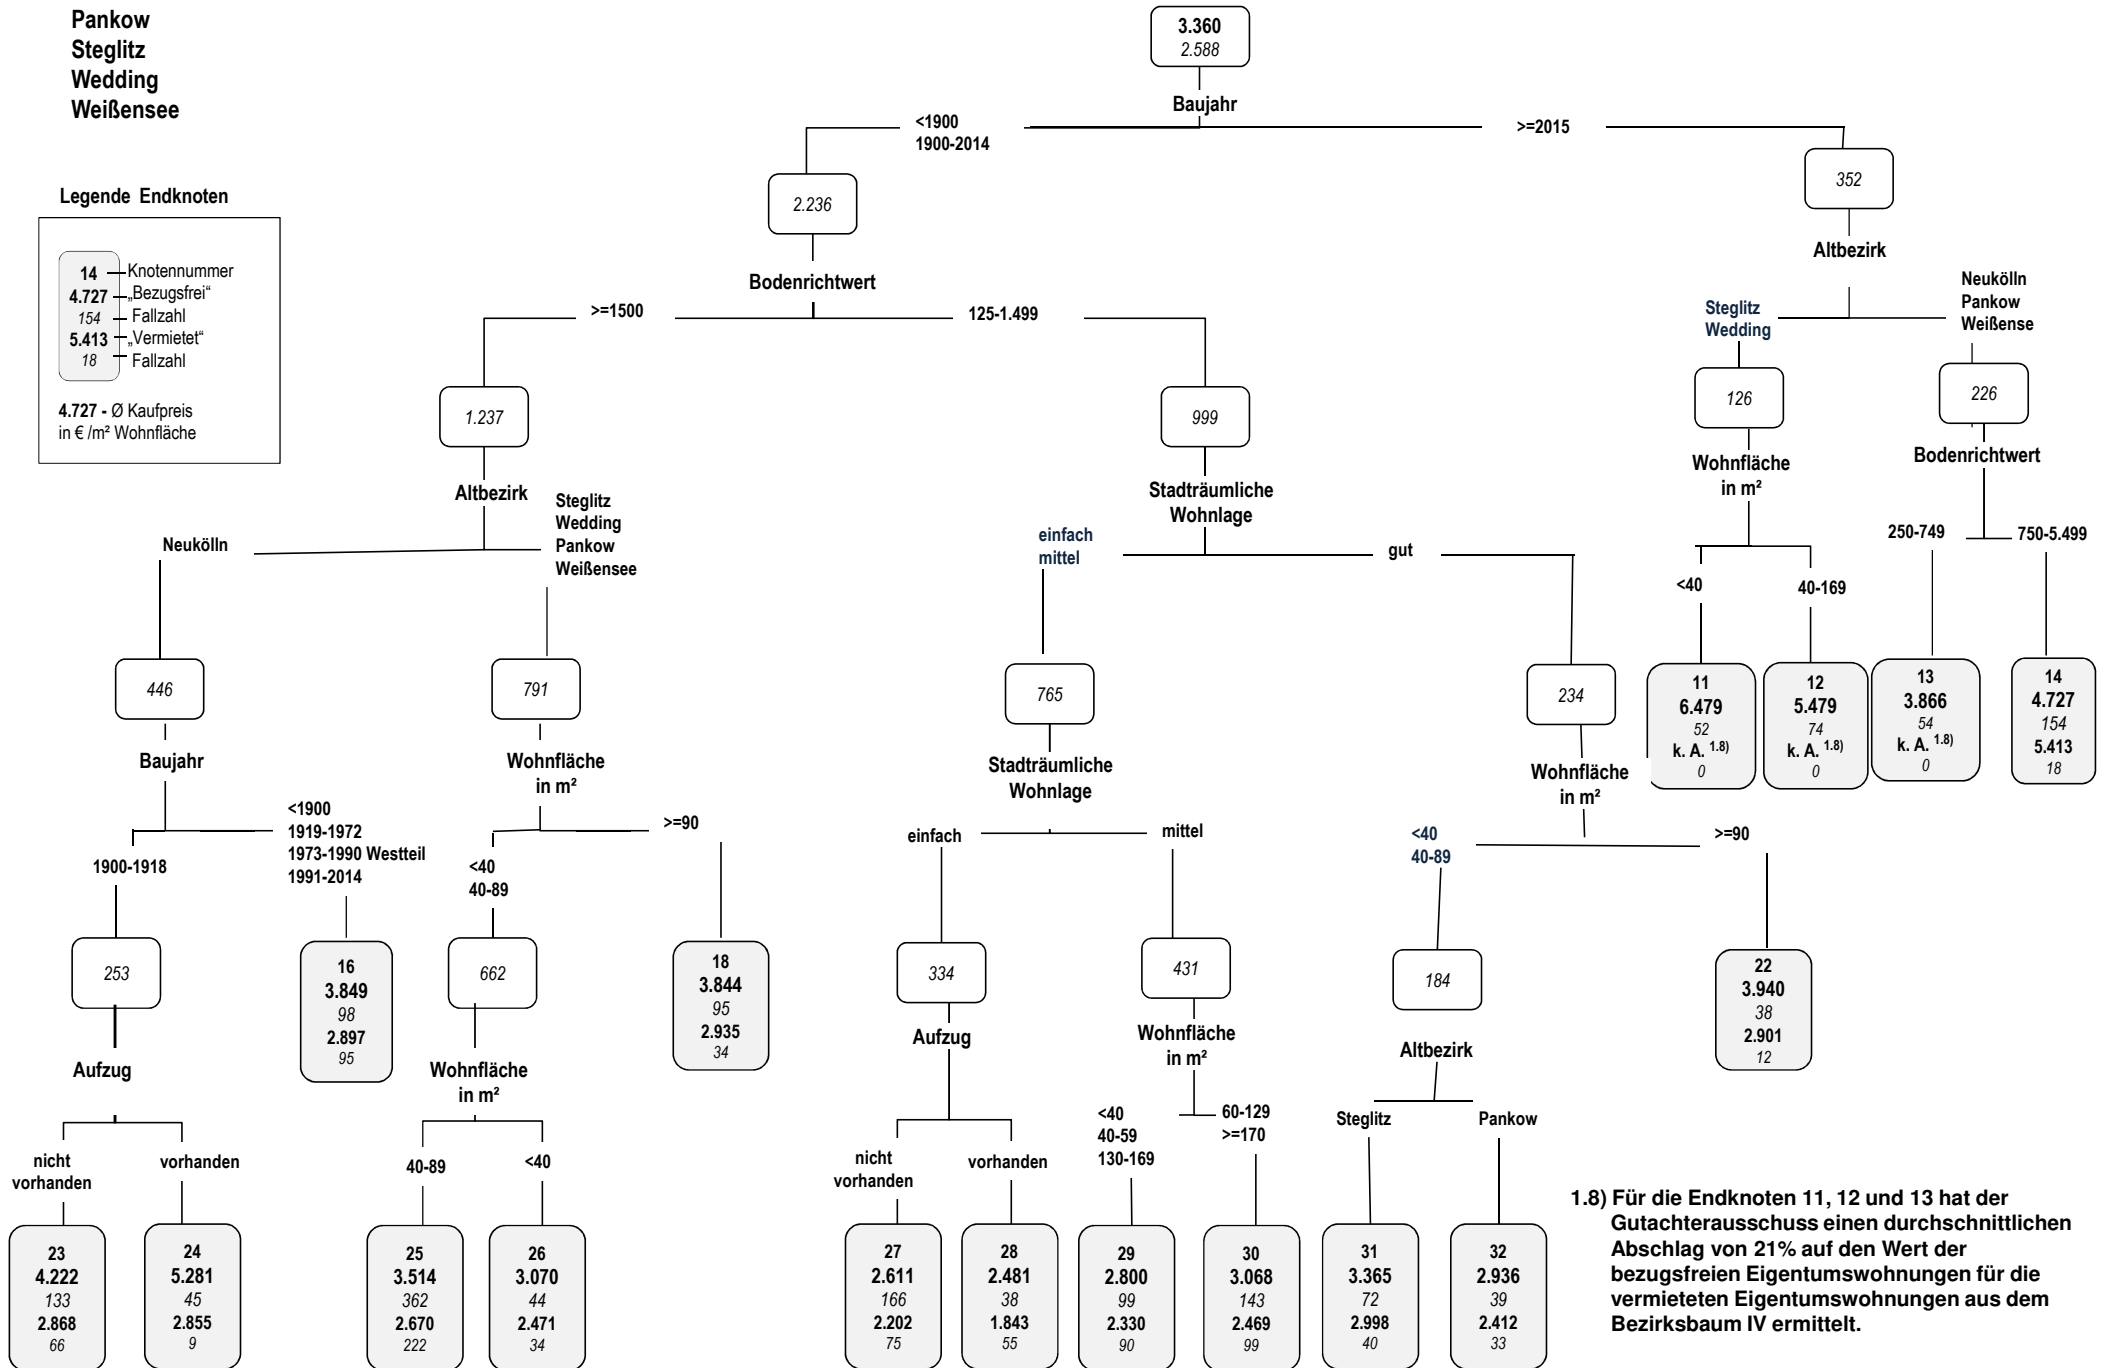 Pankow
Steglitz
Wedding
Weißensee
3.360
2.588
Baujahr
<1900
1900-2014
>=2015
2.236
352
Legende Endknoten
14
Knotennummer
4.727
„Bezugsfrei“
154
Fallzahl
5.413
„Vermietet“
18
Fallzahl
4.727 - Ø Kaufpreis
in € /m² Wohnfläche
Bodenrichtwert
>=1500
125-1.499
Altbezirk
Steglitz
Wedding
Neukölln
Pankow
Weißense
1.237
999
126
226
Altbezirk
Stadträumliche
Wohnlage
Wohnfläche
in m²
Bodenrichtwert
Neukölln
Steglitz
Wedding
Pankow
Weißensee
einfach
mittel
gut
<40
40-169
250-749
750-5.499
446
791
765
234
11
6.479
52
k. A. 1.8)
0
12
5.479
74
k. A. 1.8)
0
13
3.866
54
k. A. 1.8)
0
14
4.727
154
5.413
18
Baujahr
Wohnfläche
in m²
Stadträumliche
Wohnlage
Wohnfläche
in m²
1900-1918
<1900
1919-1972
1973-1990 Westteil
1991-2014
<40
40-89
>=90
einfach
mittel
<40
40-89
>=90
253
16
3.849
98
2.897
95
662
18
3.844
95
2.935
34
334
431
184
22
3.940
38
2.901
12
Aufzug
Wohnfläche
in m²
Aufzug
Wohnfläche
in m²
Altbezirk
nicht
vorhanden
vorhanden
40-89
<40
nicht
vorhanden
vorhanden
<40
40-59
130-169
60-129
>=170
Steglitz
Pankow
23
4.222
133
2.868
66
24
5.281
45
2.855
9
25
3.514
362
2.670
222
26
3.070
44
2.471
34
27
2.611
166
2.202
75
28
2.481
38
1.843
55
29
2.800
99
2.330
90
30
3.068
143
2.469
99
31
3.365
72
2.998
40
32
2.936
39
2.412
33
1.8) Für die Endknoten 11, 12 und 13 hat der
Gutachterausschuss einen durchschnittlichen
Abschlag von 21% auf den Wert der
bezugsfreien Eigentumswohnungen für die
vermieteten Eigentumswohnungen aus dem
Bezirksbaum IV ermittelt.